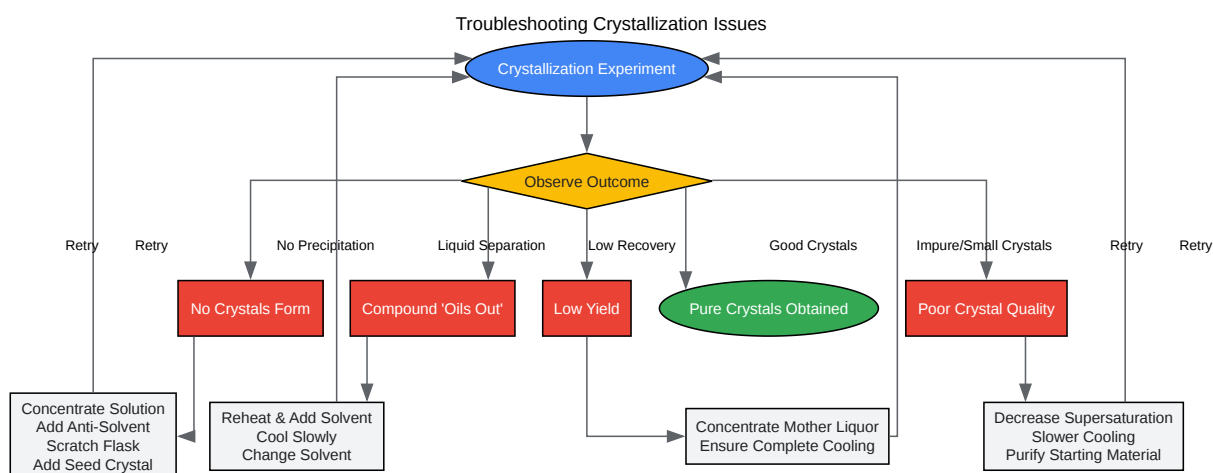 Troubleshooting Crystallization Issues
Crystallization Experiment
Observe Outcome
Retry
Retry
No Precipitation
Liquid Separation
Low Recovery
Good Crystals
Impure/Small Crystals
Retry
Retry
No Crystals Form
Compound 'Oils Out'
Low Yield
Pure Crystals Obtained
Poor Crystal Quality
Concentrate Solution
Add Anti-Solvent
Scratch Flask
Add Seed Crystal
Reheat & Add Solvent
Cool Slowly
Change Solvent
Concentrate Mother Liquor
Ensure Complete Cooling
Decrease Supersaturation
Slower Cooling
Purify Starting Material